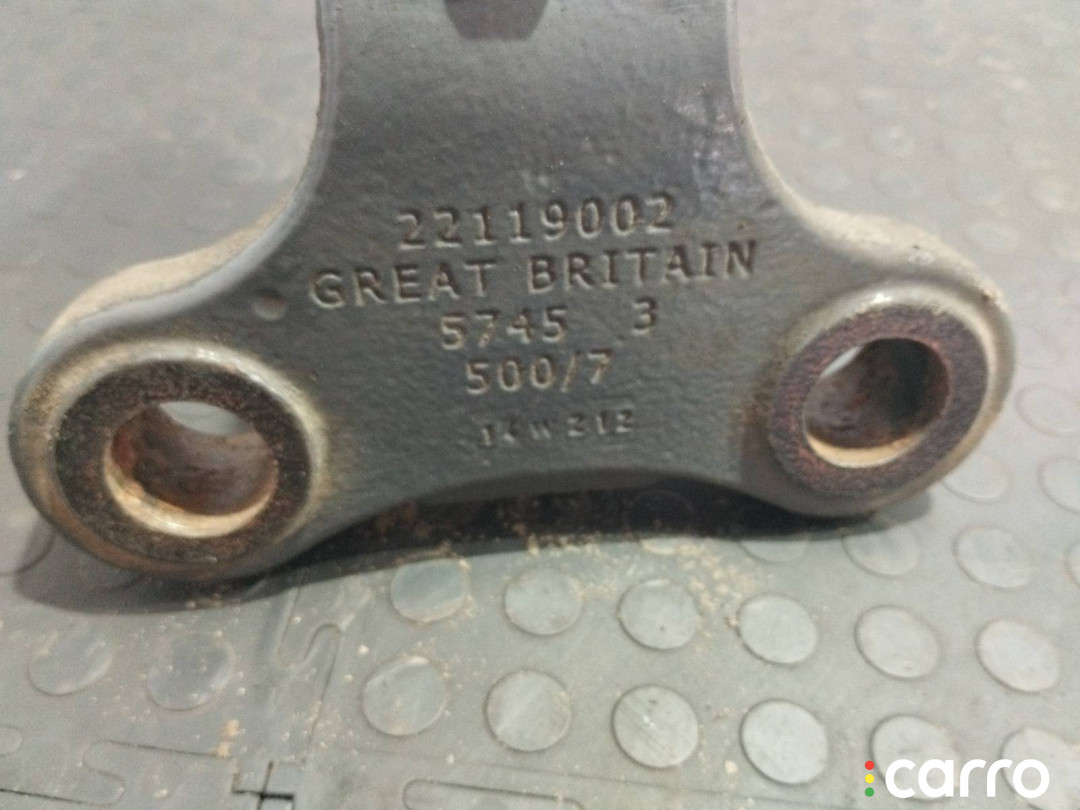 22119002
GREAT BRITAIN
5745 3
500/7
carro